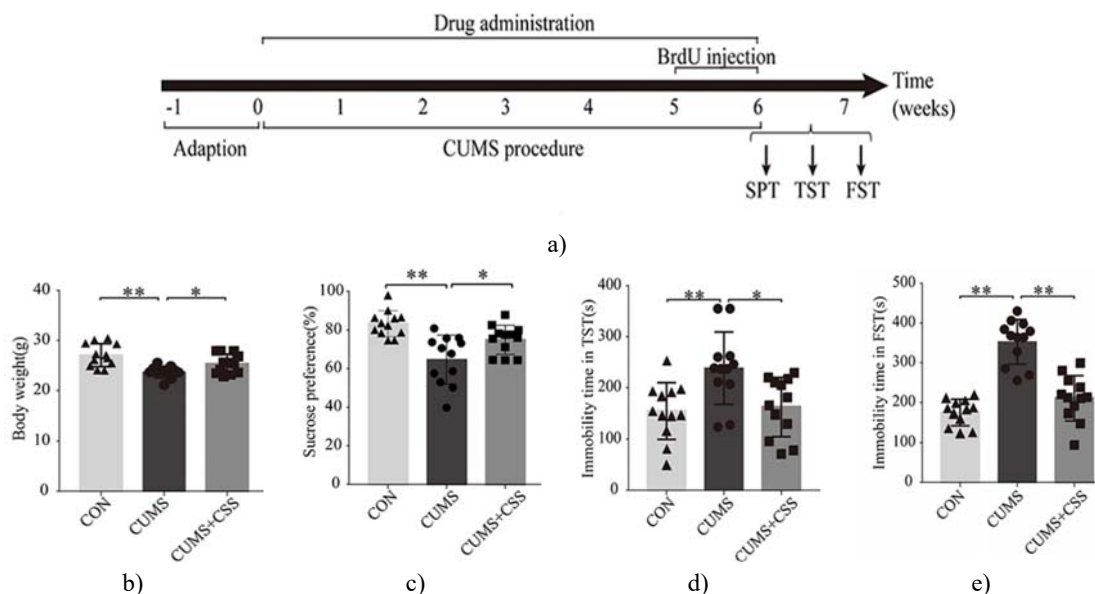 Drug administration
BrdU injection
Time
(weeks)
-1 0 1 2 3 4 5 6 7
Adaption
CUMS procedure
SPT TST FST
a)
Body weight(g)
40
30
20
10
0
** *
CON
CUMS
CUMS+CSS
b)
Sucrose preference(%)
100
80
60
40
20
0
** *
CON
CUMS
CUMS+CSS
c)
Immobility time in TST(s)
400
300
200
100
0
** *
CON
CUMS
CUMS+CSS
d)
Immobility time in FST(s)
500
400
300
200
100
0
** **
CON
CUMS
CUMS+CSS
e)